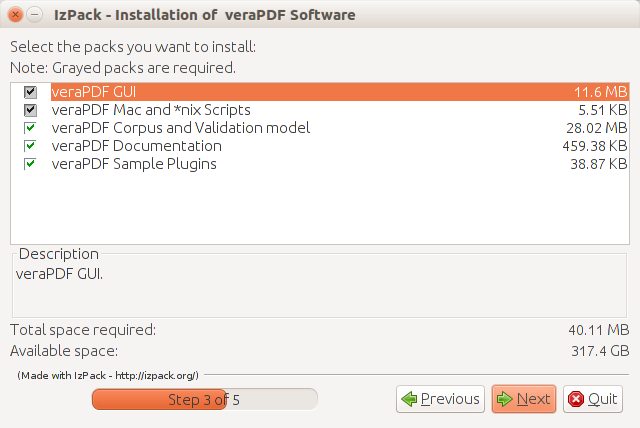 IzPack - Installation of  veraPDF Software
Select the packs you want to install:
Note: Grayed packs are required.
veraPDF GUI 11.6 MB
veraPDF Mac and *nix Scripts 5.51 KB
veraPDF Corpus and Validation model 28.02 MB
veraPDF Documentation 459.38 KB
veraPDF Sample Plugins 38.87 KB
Description
veraPDF GUI.
Total space required: 40.11 MB
Available space: 317.4 GB
(Made with IzPack - http://izpack.org/)
Step 3 of 5 Previous Next Quit